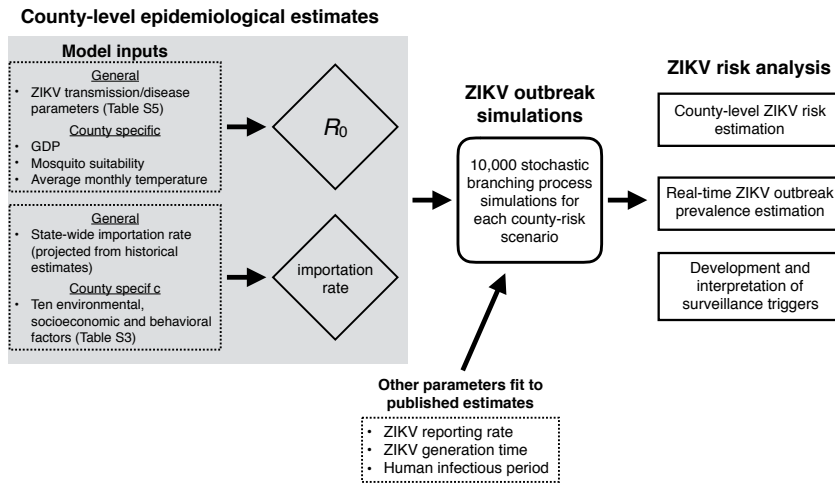 County-level epidemiological estimates
Model inputs
General
• ZIKV transmission/disease
parameters (Table S5)
County specific
• GDP
• Mosquito suitability
• Average monthly temperature
R0
General
• State-wide importation rate
(projected from historical
estimates)
County specif c
• Ten environmental,
socioeconomic and behavioral
factors (Table S3)
importation
rate
ZIKV outbreak
simulations
10,000 stochastic
branching process
simulations for
each county-risk
scenario
Other parameters fit to
published estimates
• ZIKV reporting rate
• ZIKV generation time
• Human infectious period
ZIKV risk analysis
County-level ZIKV risk
estimation
Real-time ZIKV outbreak
prevalence estimation
Development and
interpretation of
surveillance triggers